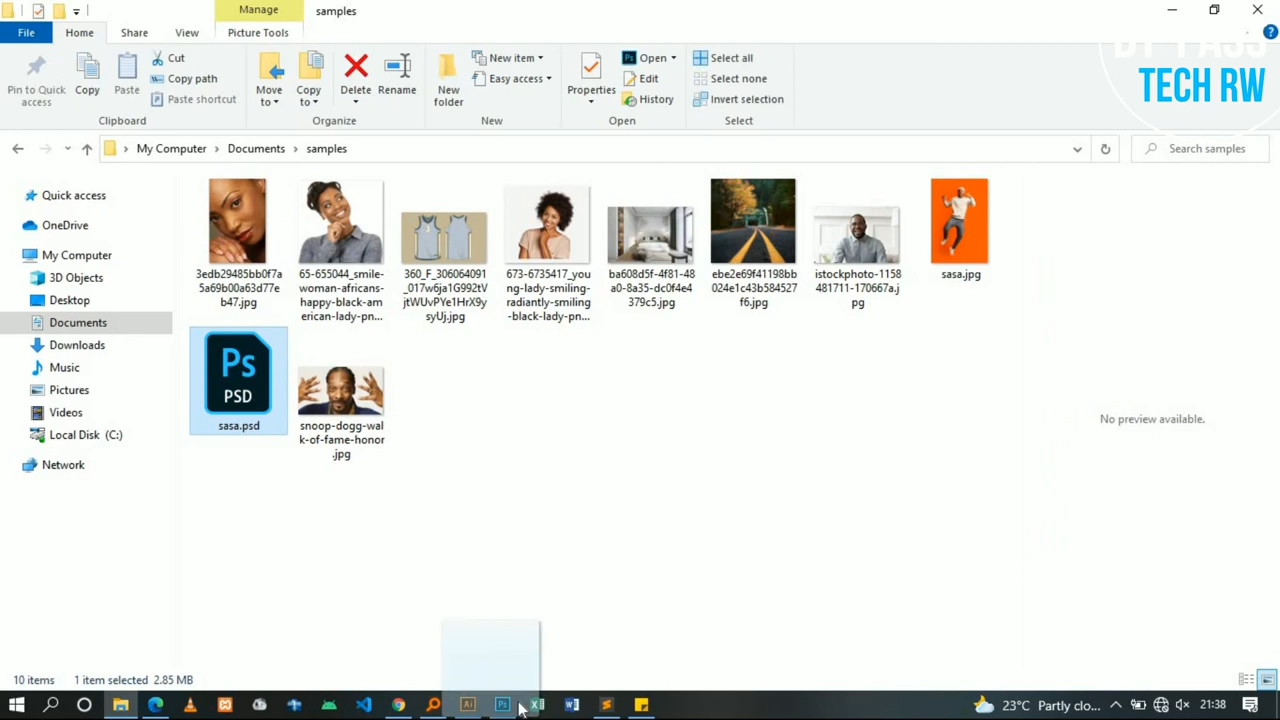 Manage
samples
File
Home
Share
View
Picture Tools
Pin to Quick
access
Copy
Paste
Cut
Copy path
Paste shortcut
Clipboard
Move
to
Copy
to
Delete
Rename
Organize
New
folder
New item
Easy access
New
Properties
Open
Edit
History
Open
Select all
Select none
Invert selection
Select
BY PASS
TECH RW
My Computer
Documents
samples
Search samples
Quick access
OneDrive
My Computer
3D Objects
Desktop
Documents
Downloads
Music
Pictures
Videos
Local Disk (C:)
Network
3edb29485bb0f7a
5a69b00a63d77e
b47.jpg
65-655044_smile-
woman-africans-
happy-black-am
erican-lady-pn...
360_F_306064091
_017w6ja1G992tV
jtWUvPYe1HrX9y
syUj.jpg
673-6735417_you
ng-lady-smiling-
radiantly-smiling
-black-lady-pn...
ba608d5f-4f81-48
a0-8a35-dc0f4e4
379c5.jpg
ebe2e69f41198bb
024e1c43b584527
f6.jpg
istockphoto-1158
481711-170667a.j
pg
sasa.jpg
Ps
PSD
sasa.psd
snoop-dogg-wal
k-of-fame-honor
.jpg
No preview available.
10 items
1 item selected 2.85 MB
Ai
Ps
23°C Partly clo...
21:38